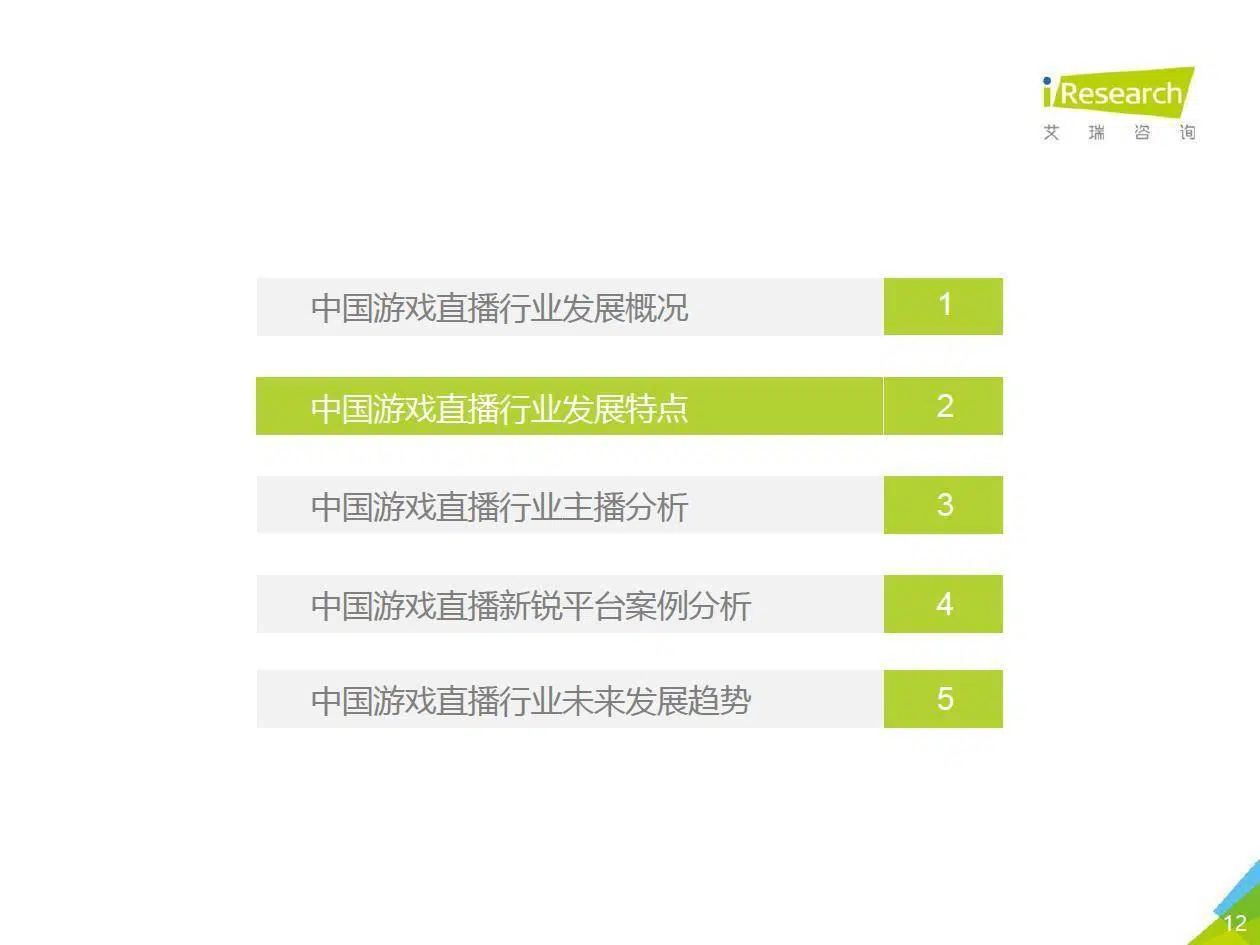 iResearch
艾瑞咨询
中国游戏直播行业发展概况 1
中国游戏直播行业发展特点 2
中国游戏直播行业主播分析 3
中国游戏直播新锐平台案例分析 4
中国游戏直播行业未来发展趋势 5
12